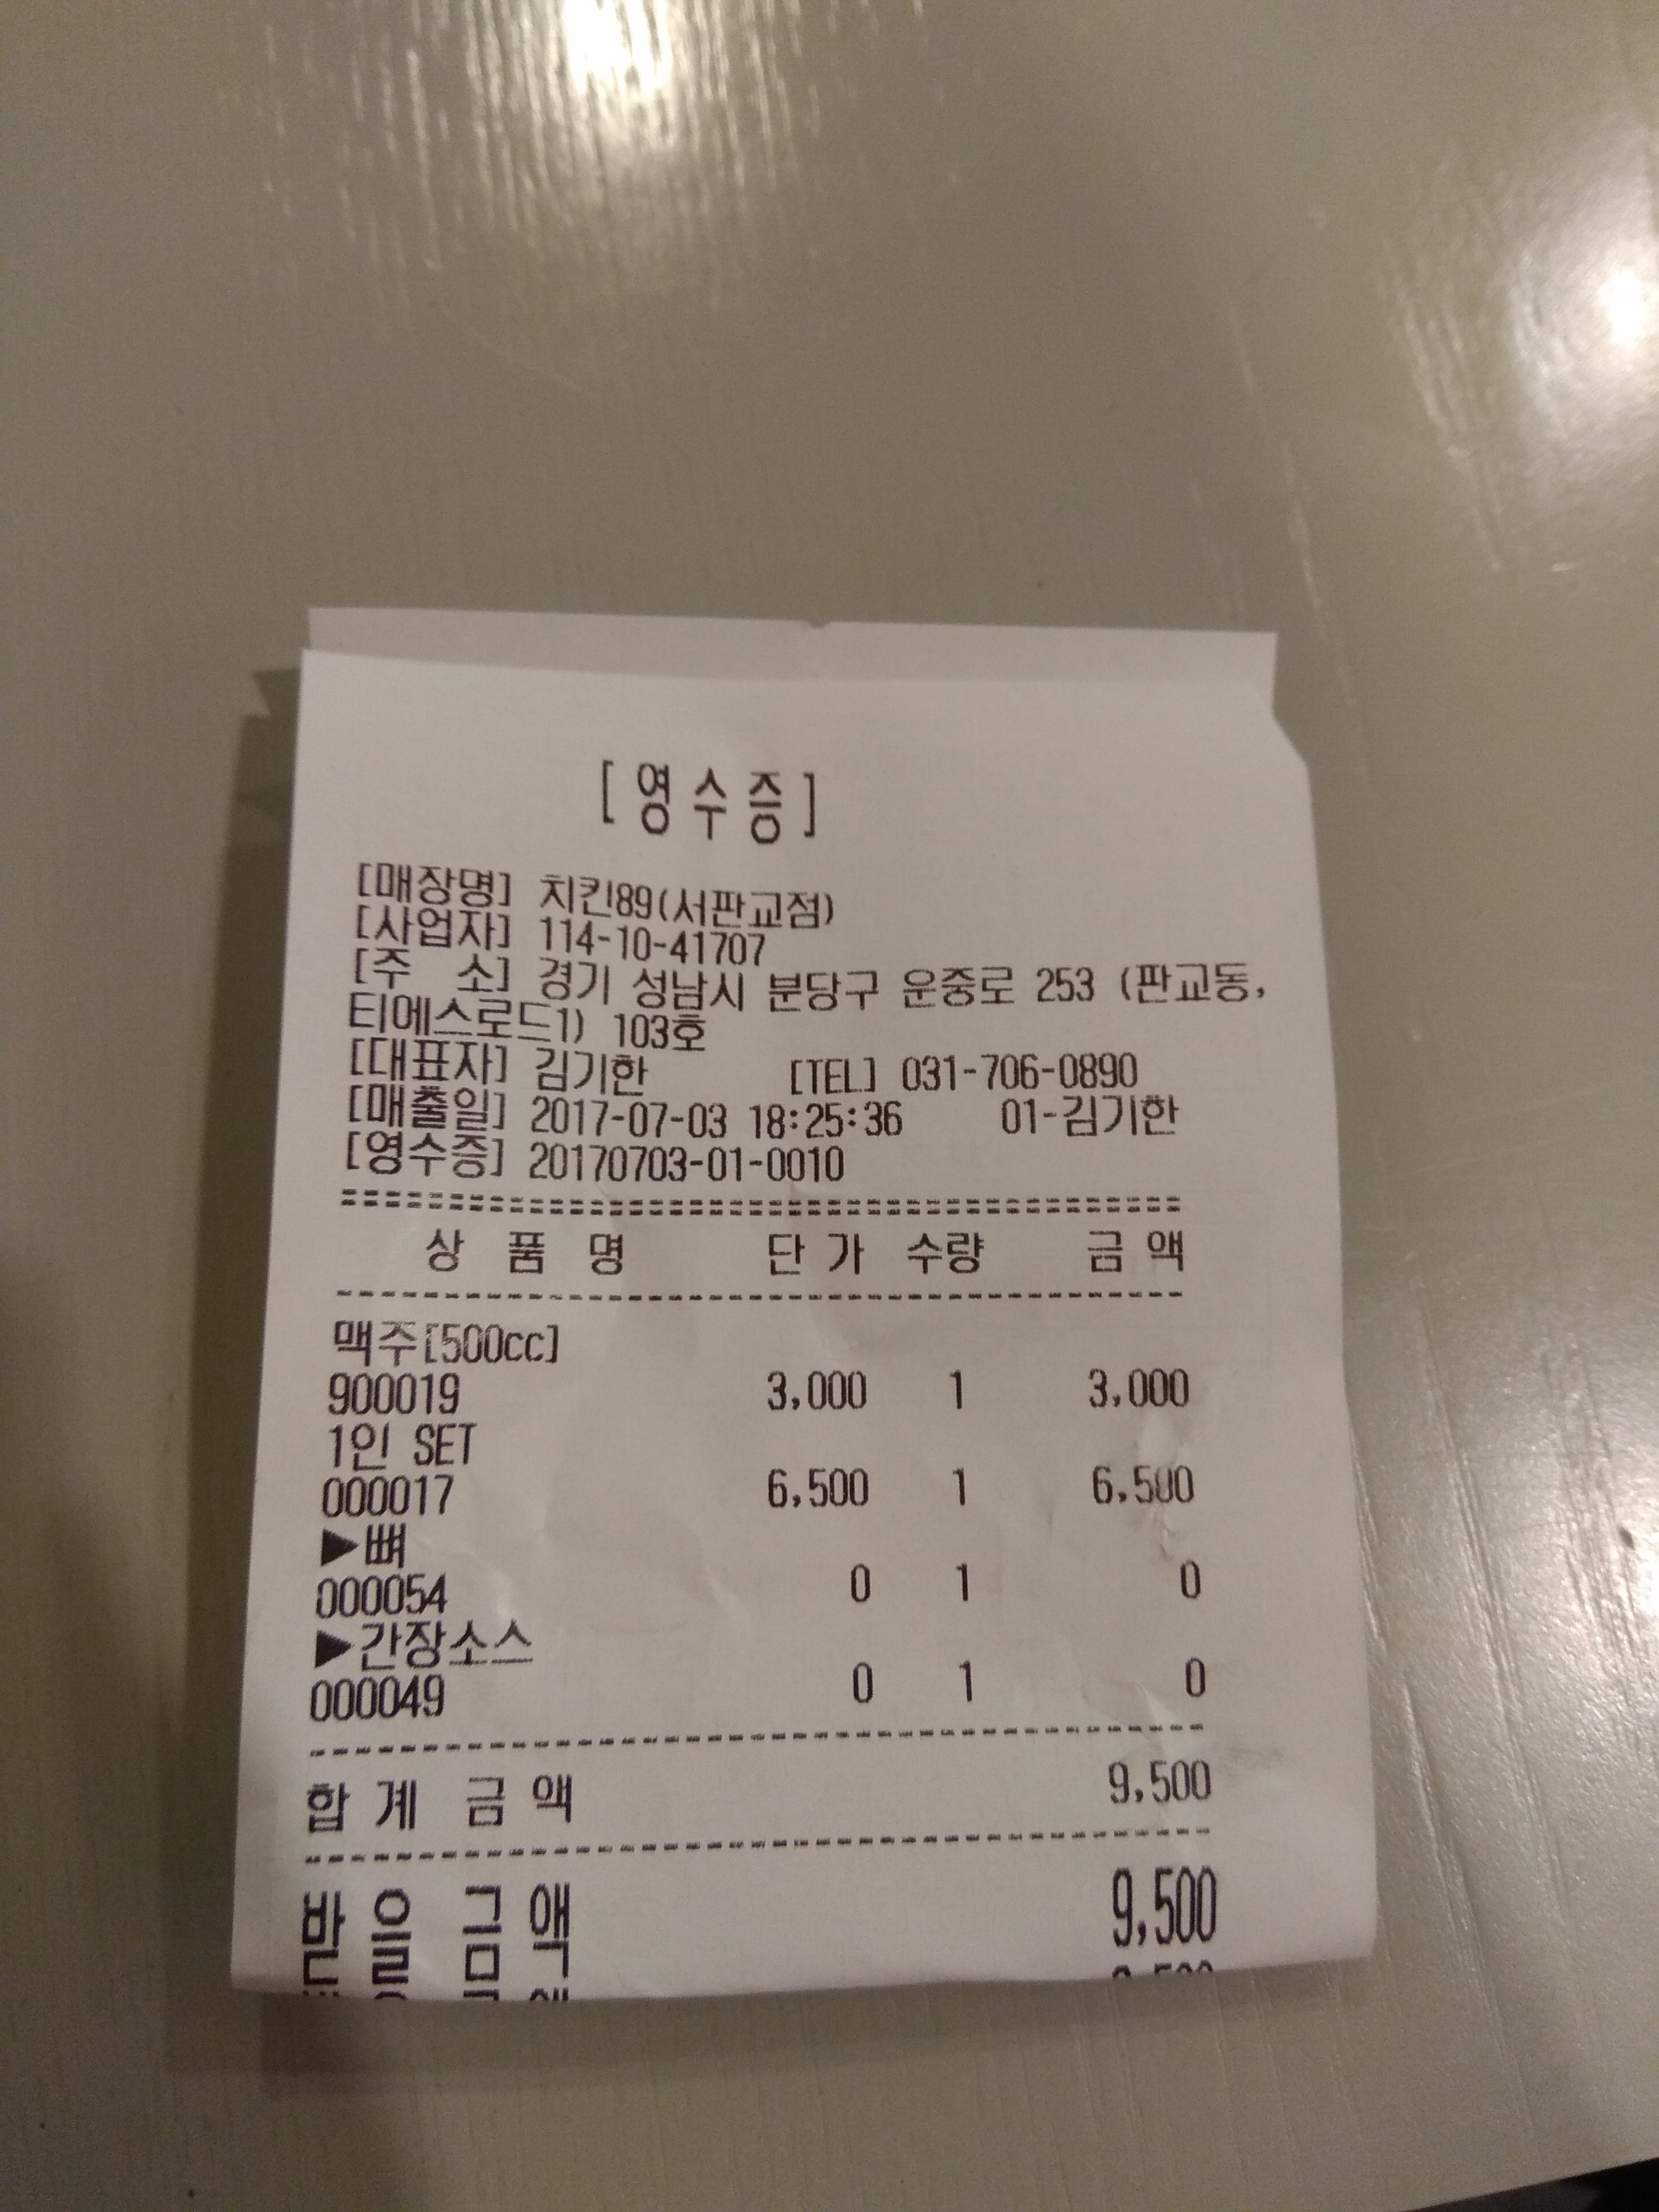 [ 영 수 증 ]
[매장명] 치킨89(서판교점)
[사업자] 114-10-41707
[주 소] 경기 성남시 분당구 운중로 253 (판교동,
티에스로드1) 103호
[대표자] 김기한 [TEL] 031-706-0890
[매출일] 2017-07-03 18:25:36 01-김기한
[영수증] 20170703-01-0010
상 품 명 단 가 수량 금 액
맥주[500cc]
900019 3,000 1 3,000
1인 SET
000017 6,500 1 6,500
▶뼈
000054 0 1 0
▶간장소스
000049 0 1 0
합 계 금 액 9,500
받 을 금 액 9,500